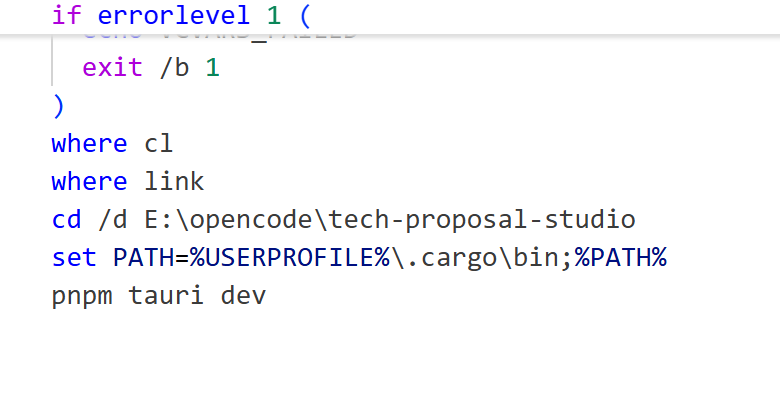 if errorlevel 1 (
exit /b 1
)
where cl
where link
cd /d E:\opencode\tech-proposal-studio
set PATH=%USERPROFILE%\.cargo\bin;%PATH%
pnpm tauri dev